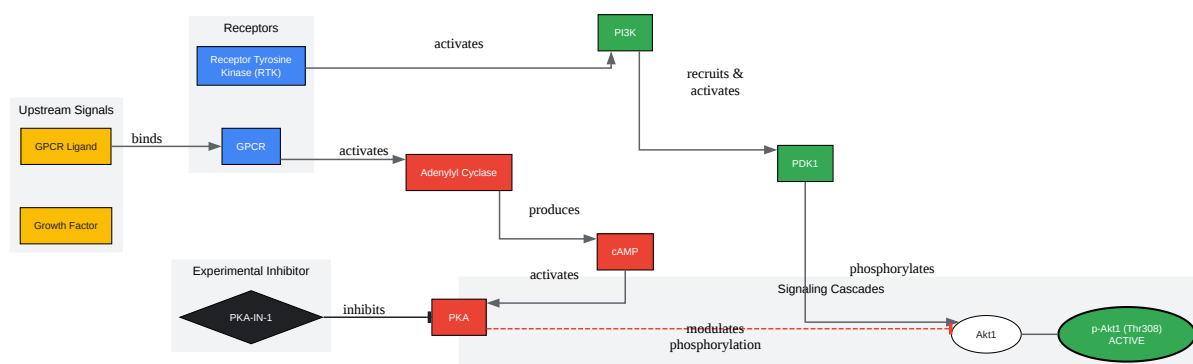 Receptors
PI3K
activates
Receptor Tyrosine
Kinase (RTK)
recruits &
activates
Upstream Signals
binds
GPCR Ligand
GPCR
activates
PDK1
Adenylyl Cyclase
produces
Growth Factor
cAMP
Experimental Inhibitor
activates
phosphorylates
Signaling Cascades
inhibits
PKA-IN-1
PKA
modulates
phosphorylation
Akt1
p-Akt1 (Thr308)
ACTIVE